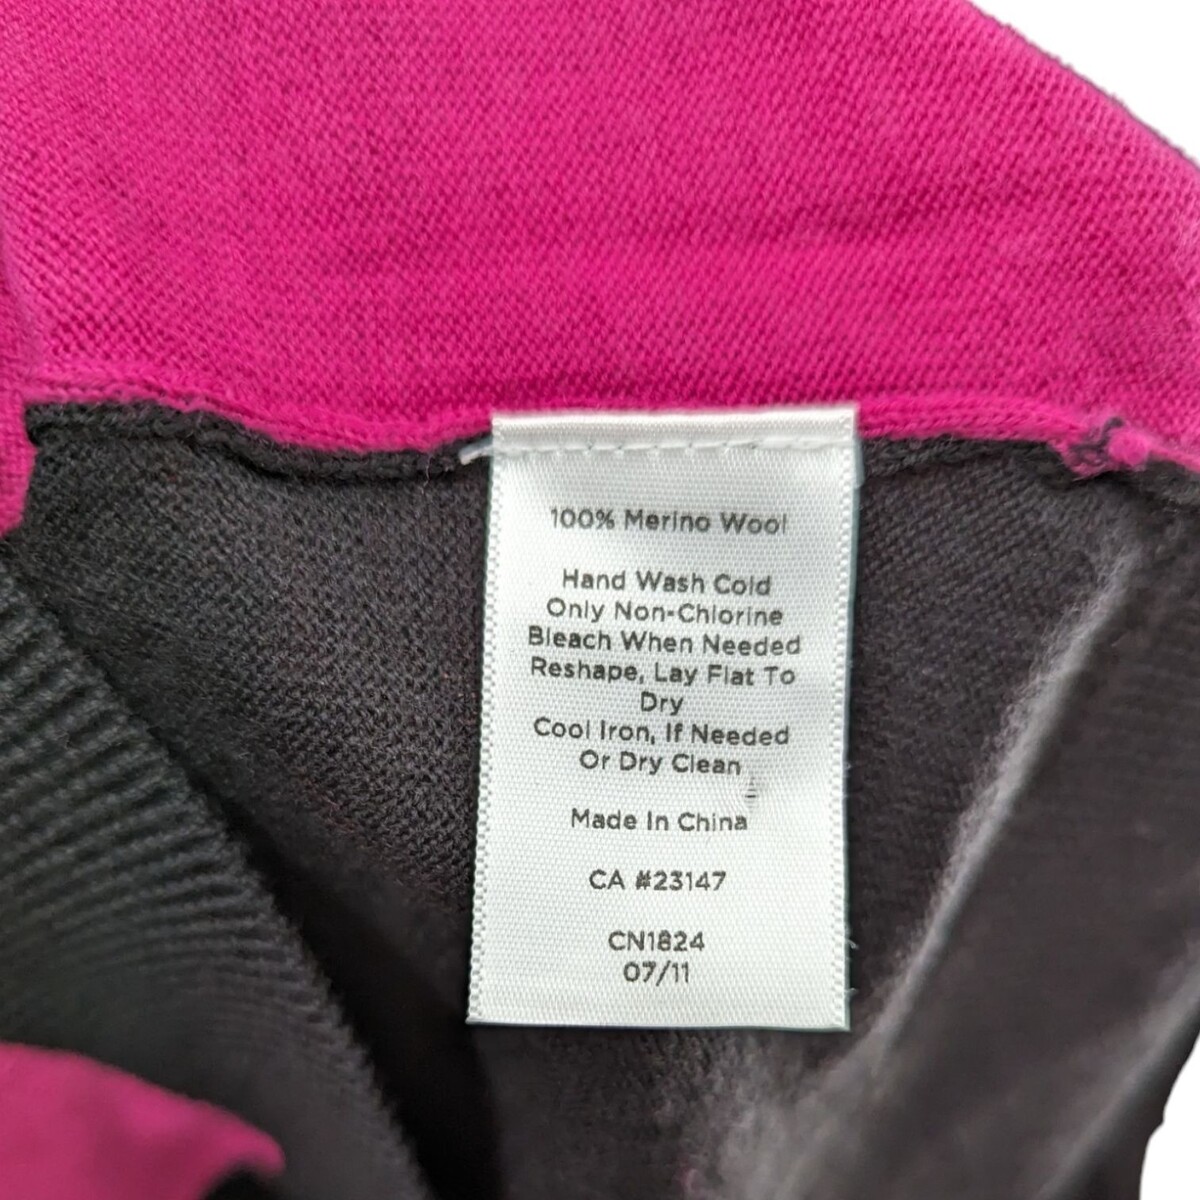 100% Merino Wool
Hand Wash Cold
Only Non-Chlorine
Bleach When Needed
Reshape, Lay Flat To
Dry
Cool Iron, If Needed
Or Dry Clean
Made In China
CA #23147
CN1824
07/11